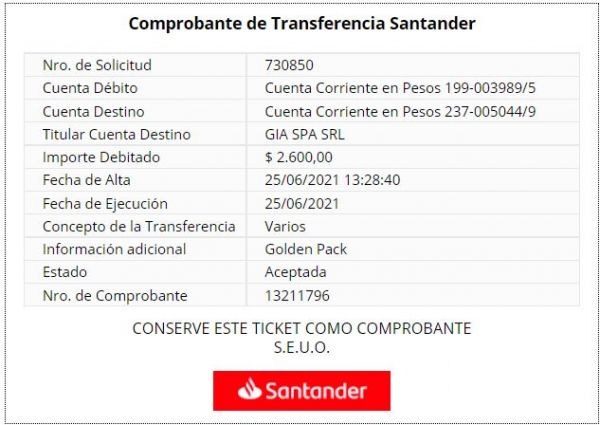 Comprobante de Transferencia Santander
Nro. de Solicitud 730850
Cuenta Débito Cuenta Corriente en Pesos 199-003989/5
Cuenta Destino Cuenta Corriente en Pesos 237-005044/9
Titular Cuenta Destino GIA SPA SRL
Importe Debitado $ 2.600,00
Fecha de Alta 25/06/2021 13:28:40
Fecha de Ejecución 25/06/2021
Concepto de la Transferencia Varios
Información adicional Golden Pack
Estado Aceptada
Nro. de Comprobante 13211796
CONSERVE ESTE TICKET COMO COMPROBANTE
S.E.U.O.
Santander